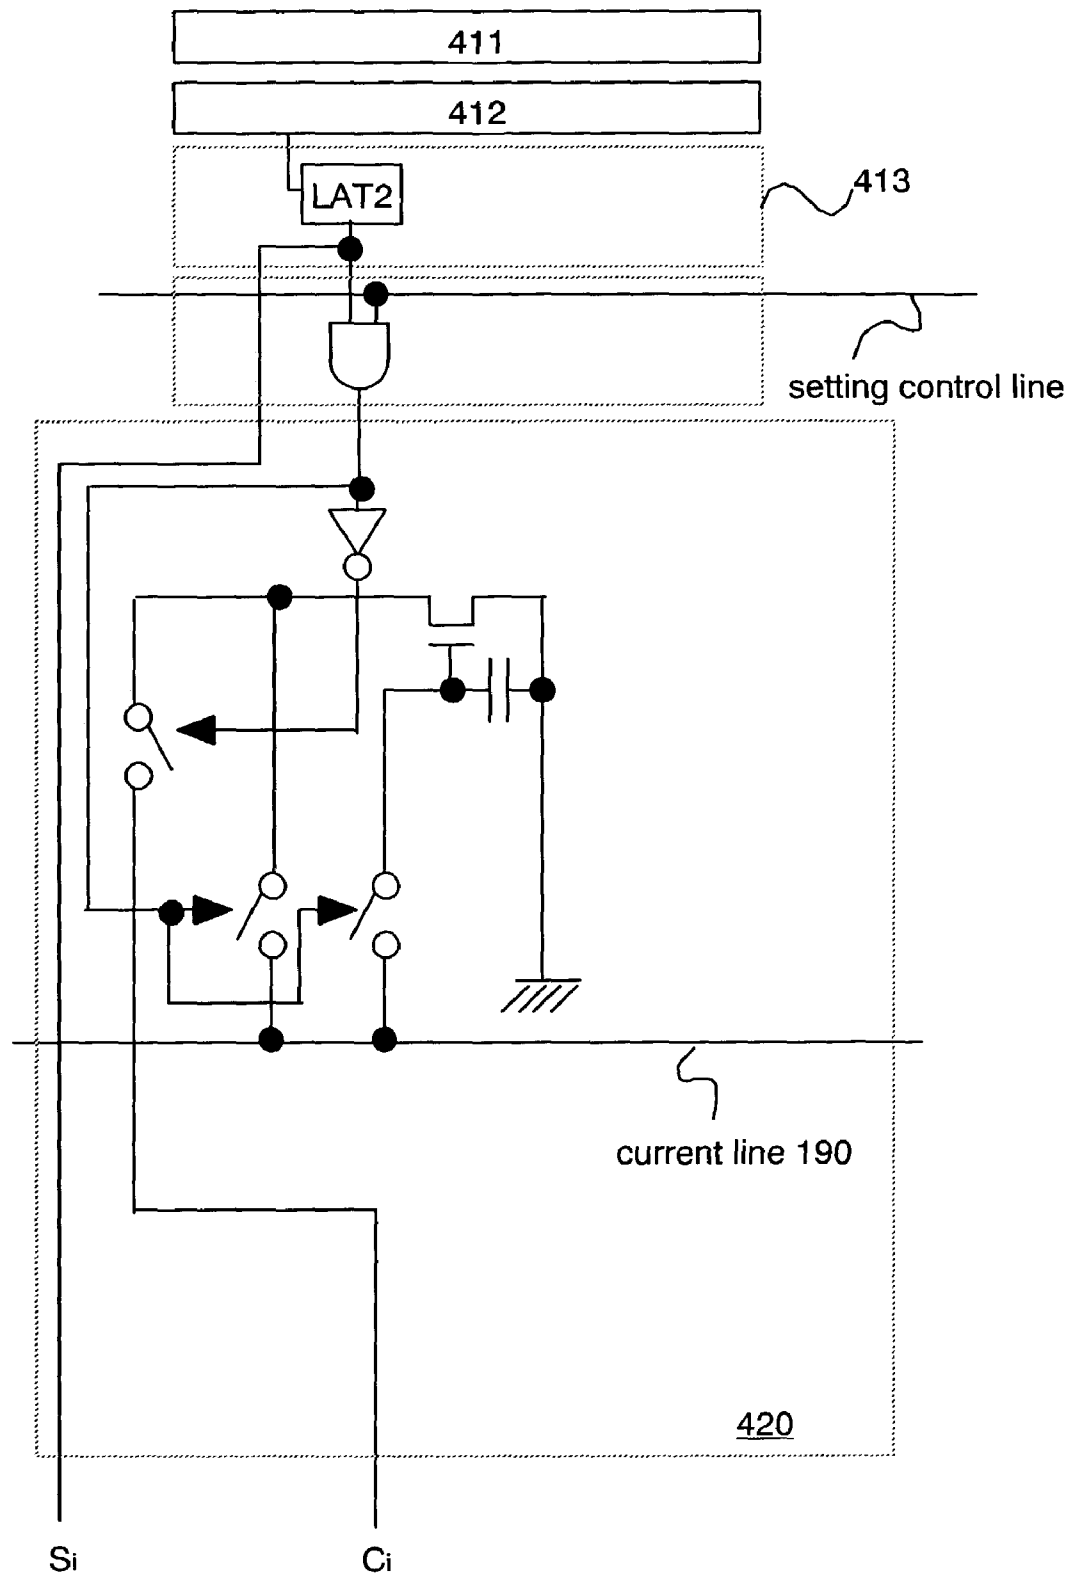 411
412
LAT2
413
setting control line
current line 190
420
Si
Ci